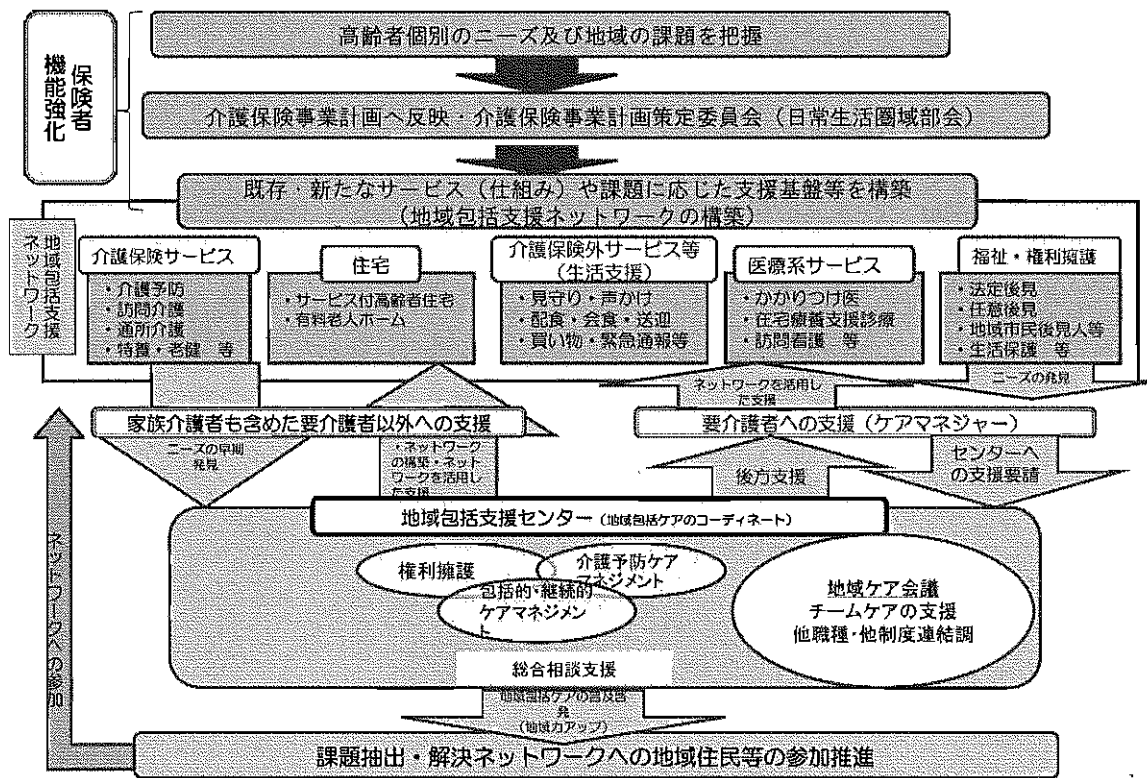 保険者
機能強化
高齢者個別のニーズ及び地域の課題を把握
介護保険事業計画へ反映・介護保険事業計画策定委員会（日常生活圏域部会）
既存・新たなサービス（仕組み）や課題に応じた支援基盤等を構築
（地域包括支援ネットワークの構築）
地域包括支援
ネットワーク
介護保険サービス
・介護予防
・訪問介護
・通所介護
・特養・老健　等
住宅
・サービス付高齢者住宅
・有料老人ホーム
介護保険外サービス等
（生活支援）
・見守り・声かけ
・配食・会食・送迎
・買い物・緊急通報等
医療系サービス
・かかりつけ医
・住宅療養支援診療
・訪問看護　等
福祉・権利擁護
・法定後見
・任意後見
・地域市民後見人等
・生活保護　等
ネットワークを活用し
た支援
ニーズの発見
家族介護者も含めた要介護者以外への支援
要介護者への支援（ケアマネジャー）
ニーズの早期
発見
・ネットワーク
の構築・ネット
ワークを活用し
た支援
後方支援
センターへ
の支援要請
地域包括支援センター（地域包括ケアのコーディネート）
権利擁護
介護予防ケア
マネジメント
包括的・継続的
ケアマネジメン
ト
地域ケア会議
チームケアの支援
他職種・他制度連結調
総合相談支援
地域包括ケアの普及啓
発
（地域力アップ）
ネットワークへの参加
課題抽出・解決ネットワークへの地域住民等の参加推進